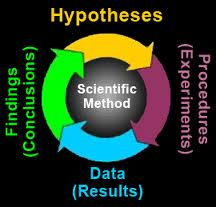 Hypotheses
Procedures
(Experiments)
Scientific
Method
Findings
(Conclusions)
Data
(Results)